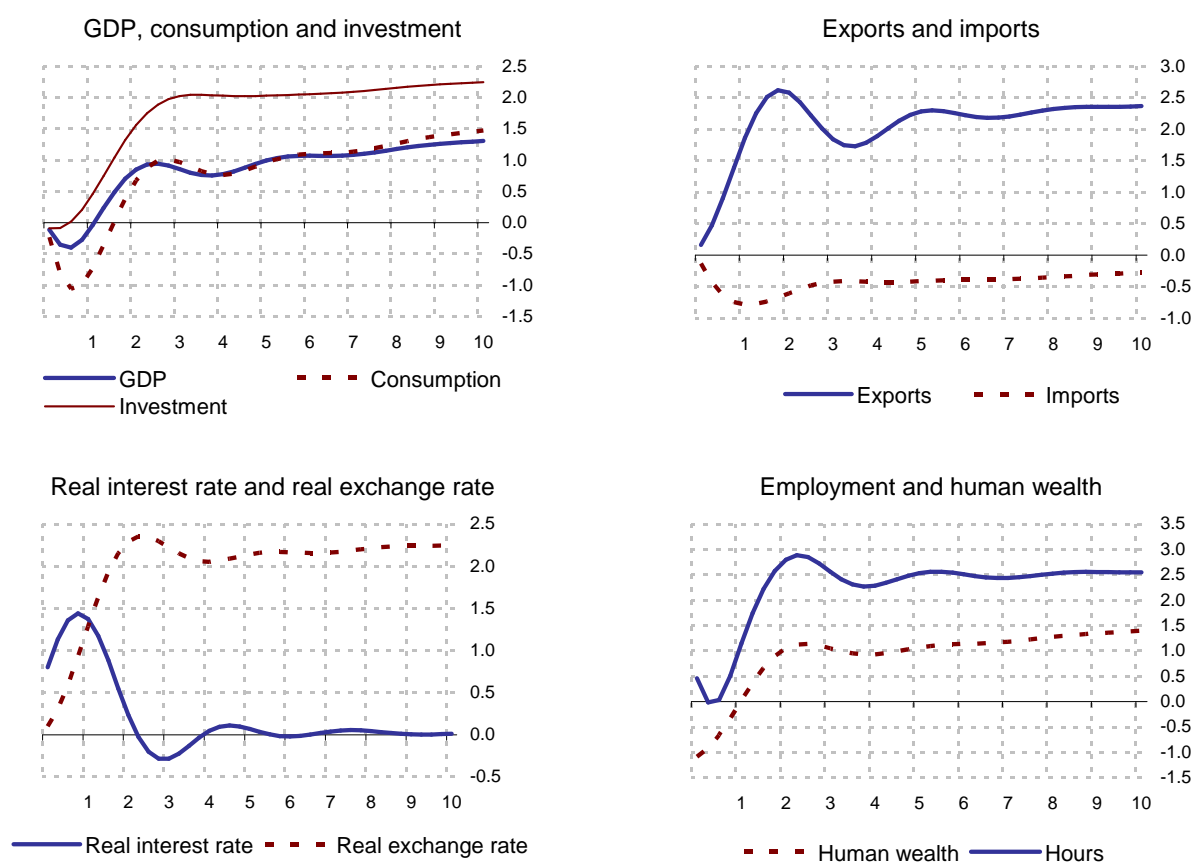 GDP, consumption and investment
2.5
2.0
1.5
1.0
0.5
0.0
-0.5
-1.0
-1.5
1 2 3 4 5 6 7 8 9 10
GDP Consumption
Investment
Exports and imports
3.0
2.5
2.0
1.5
1.0
0.5
0.0
-0.5
-1.0
1 2 3 4 5 6 7 8 9 10
Exports Imports
Real interest rate and real exchange rate
2.5
2.0
1.5
1.0
0.5
0.0
-0.5
1 2 3 4 5 6 7 8 9 10
Real interest rate Real exchange rate
Employment and human wealth
3.5
3.0
2.5
2.0
1.5
1.0
0.5
0.0
-0.5
-1.0
-1.5
1 2 3 4 5 6 7 8 9 10
Human wealth Hours